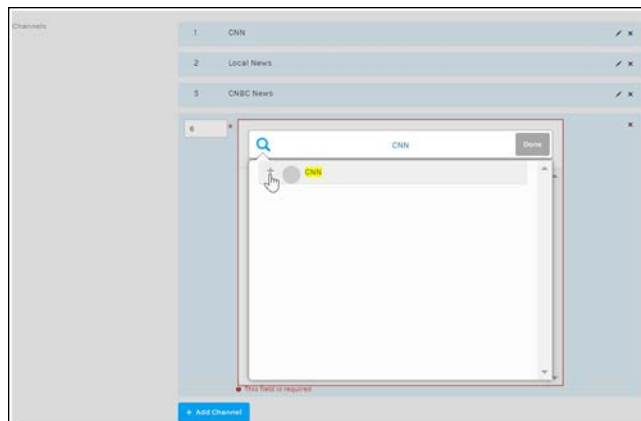 Channels
1 CNN
2 Local News
3 CNBC News
6 *
CNN Done
CNN
This field is required
+ Add Channel